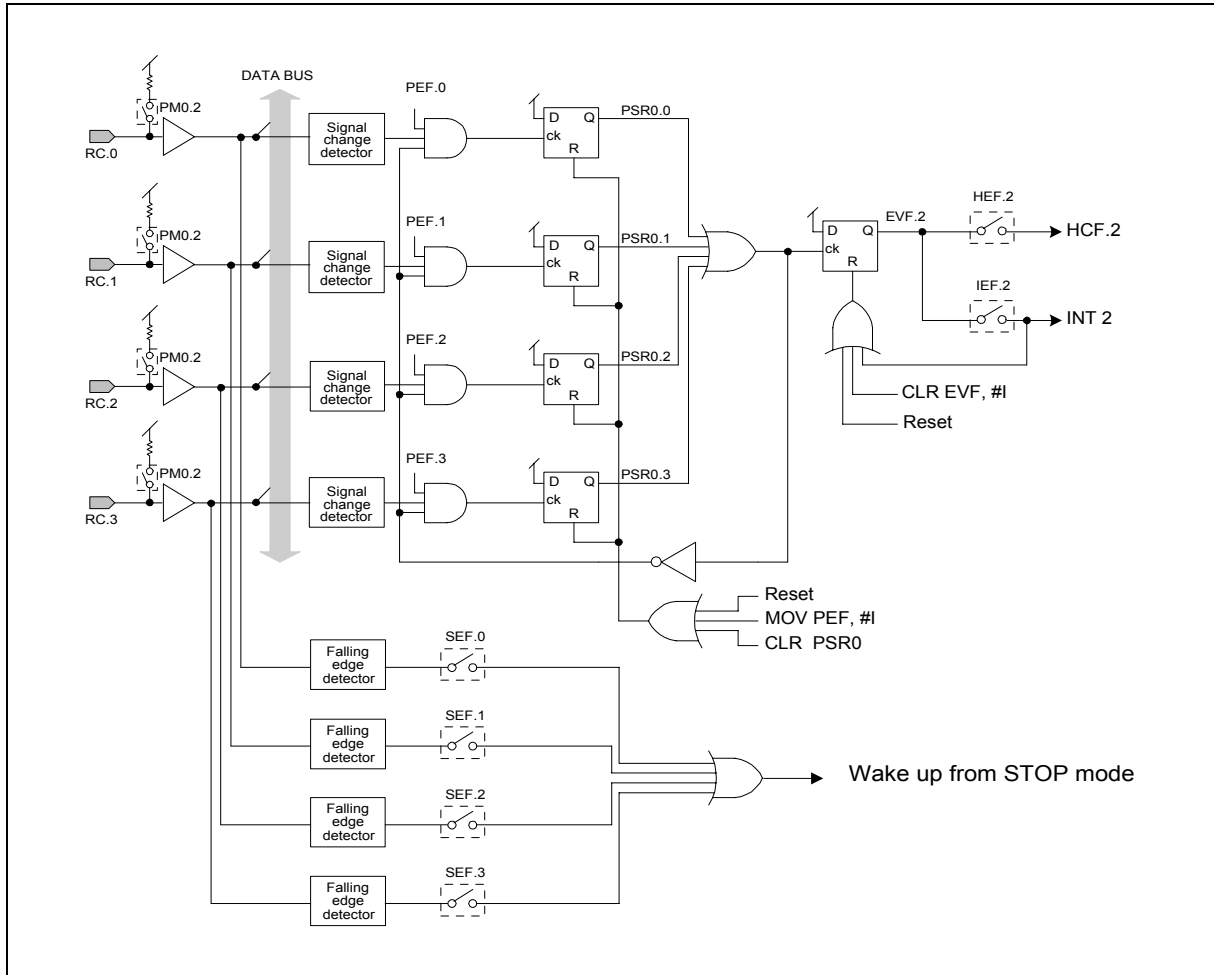 DATA BUS
PEF.0
PM0.2
RC.0
Signal
change
detector
D
Q
ck
R
PSR0.0
PEF.1
PM0.2
RC.1
Signal
change
detector
D
Q
ck
R
PSR0.1
D
Q
ck
R
EVF.2
HEF.2
HCF.2
IEF.2
INT 2
PEF.2
PM0.2
RC.2
Signal
change
detector
D
Q
ck
R
PSR0.2
CLR EVF, #I
Reset
PEF.3
PM0.2
RC.3
Signal
change
detector
D
Q
ck
R
PSR0.3
Reset
MOV PEF, #I
CLR PSR0
Falling
edge
detector
SEF.0
Falling
edge
detector
SEF.1
Wake up from STOP mode
Falling
edge
detector
SEF.2
Falling
edge
detector
SEF.3